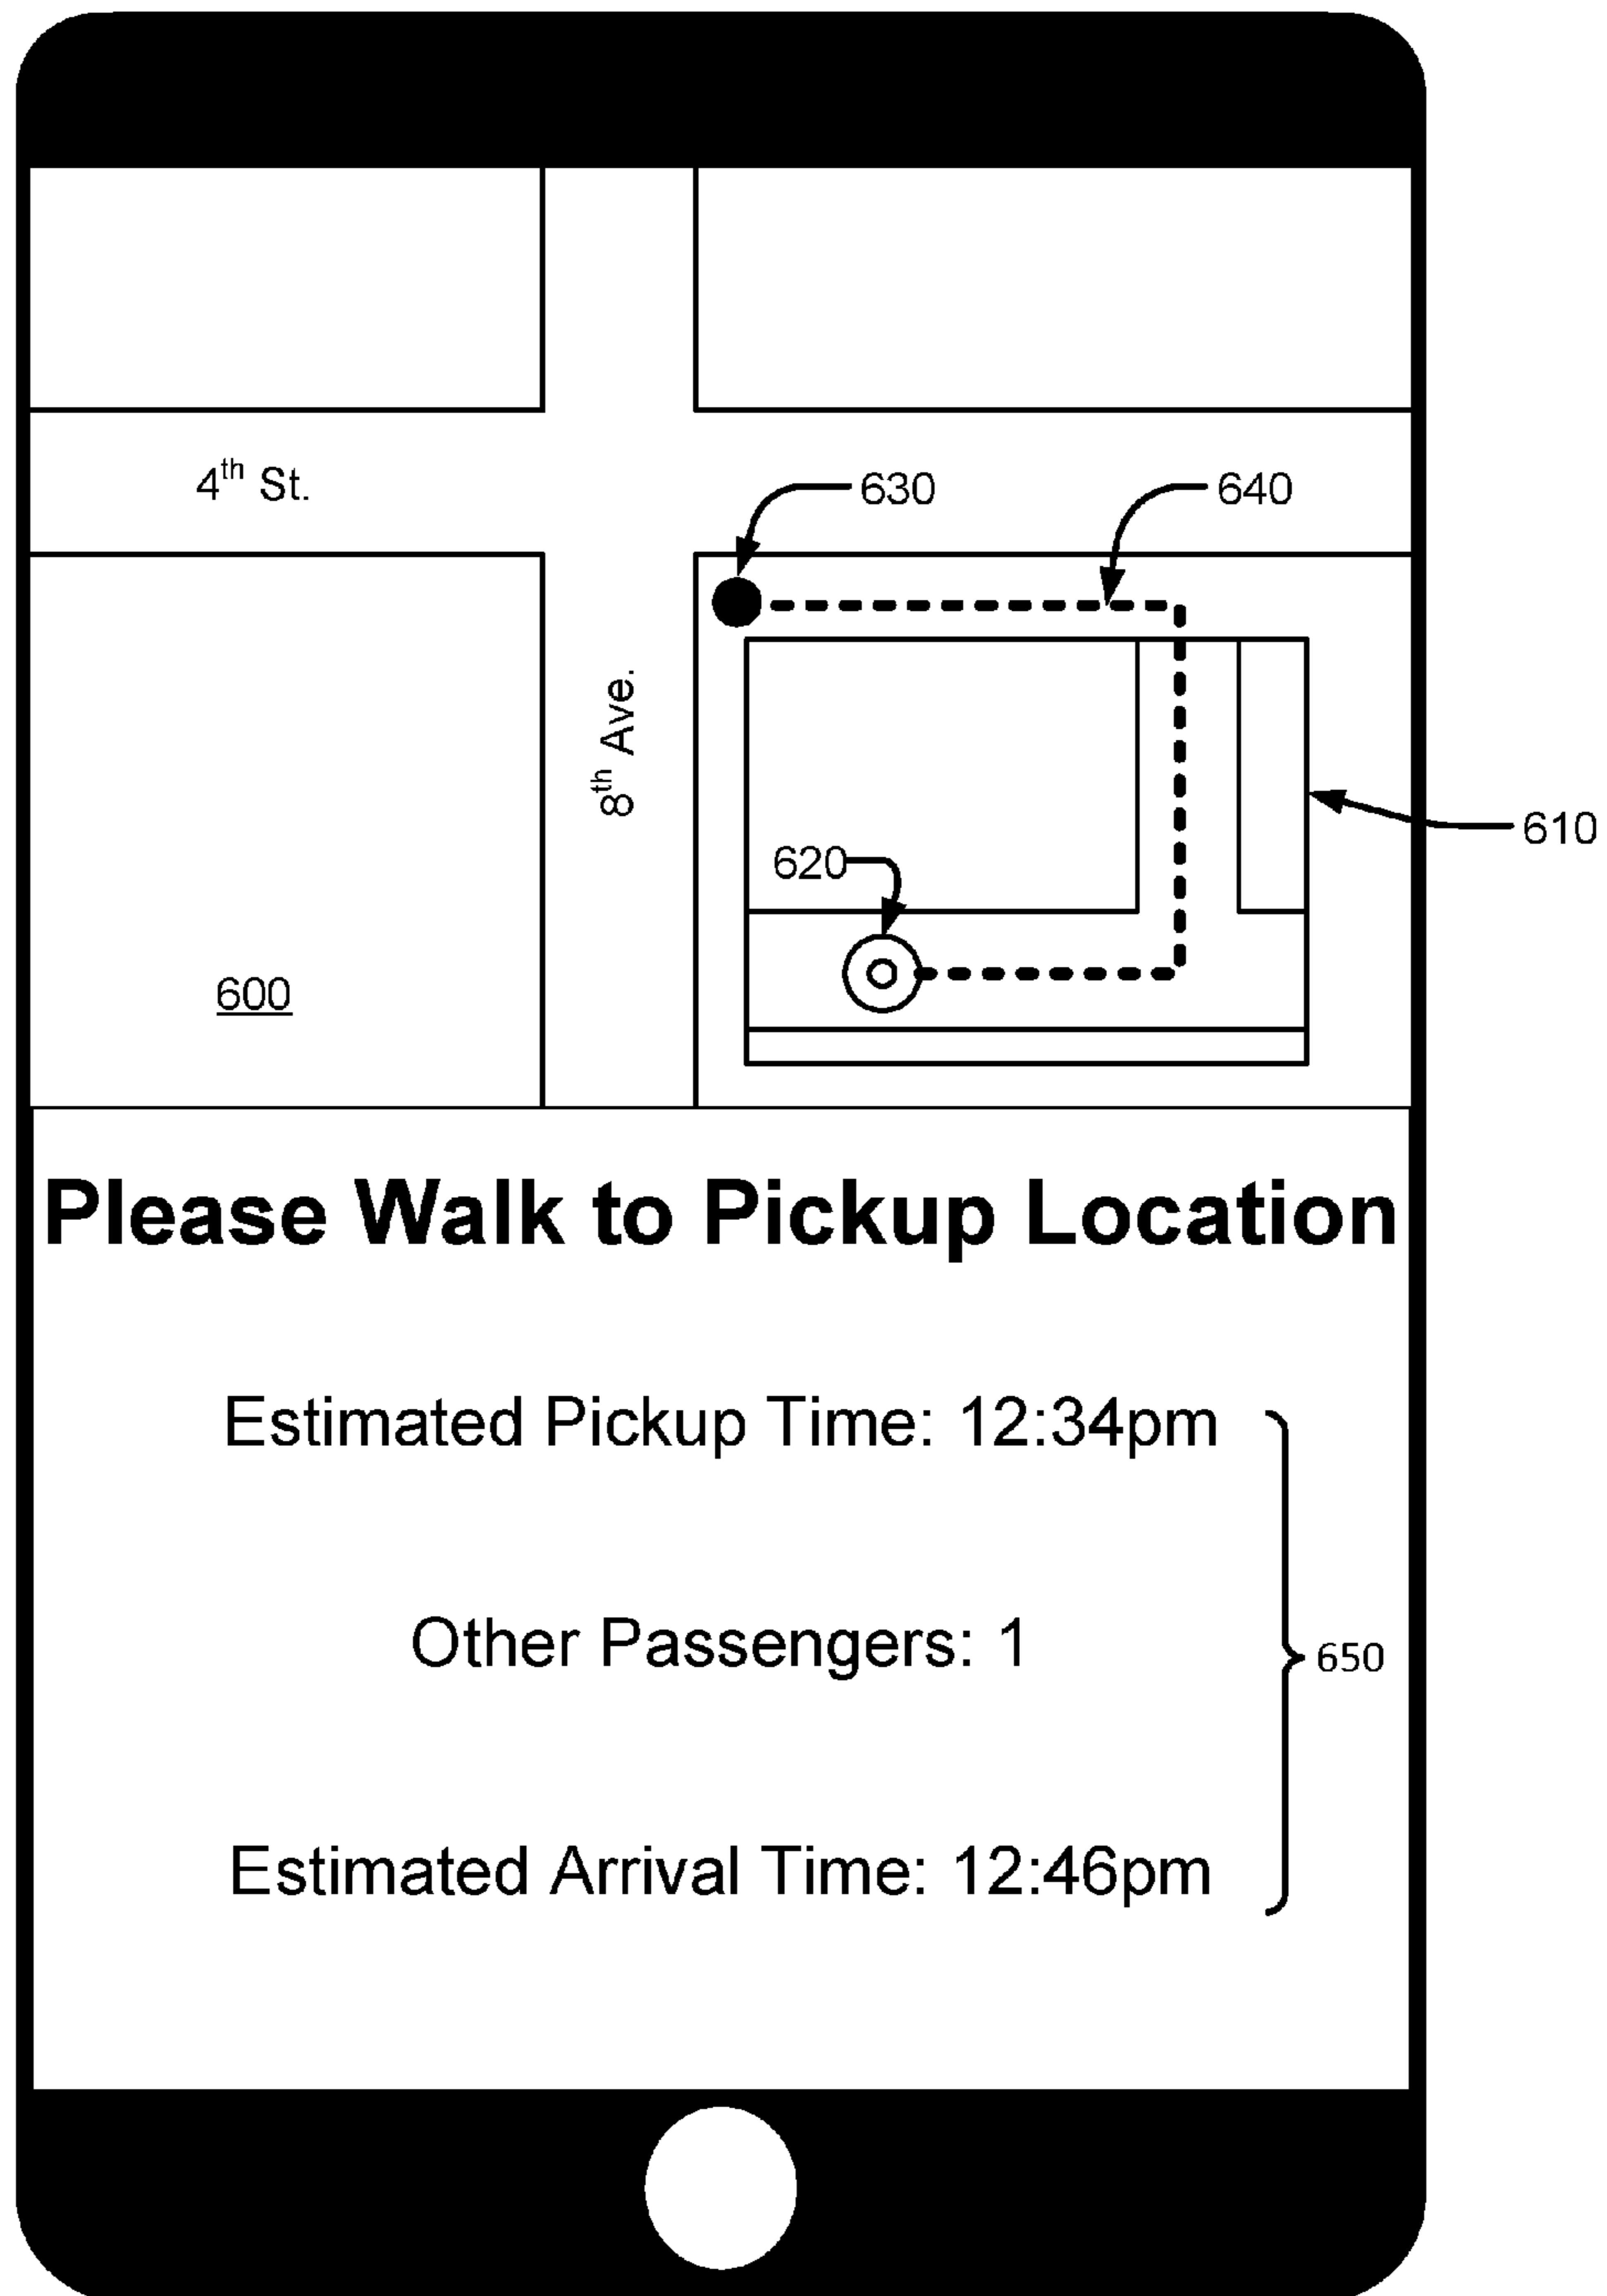 4th St.
630
640
8th Ave.
610
620
600
Please Walk to Pickup Location
Estimated Pickup Time: 12:34pm
Other Passengers: 1
650
Estimated Arrival Time: 12:46pm